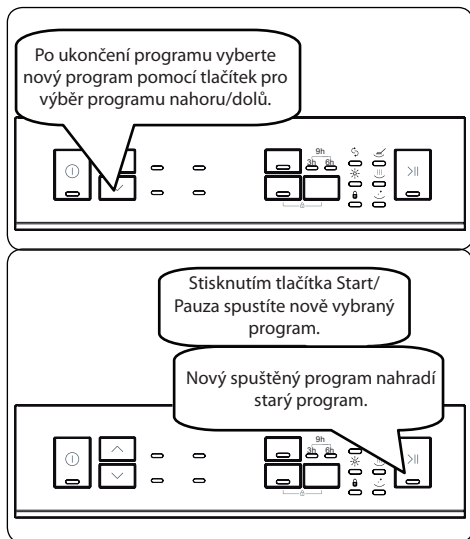 Po ukončení programu vyberte
nový program pomocí tlačítek pro
výběr programu nahoru/dolů.
9h
3h 6h
Stisknutím tlačítka Start/
Pauza spustíte nově vybraný
program.
Nový spuštěný program nahradí
starý program.
9h
3h 6h